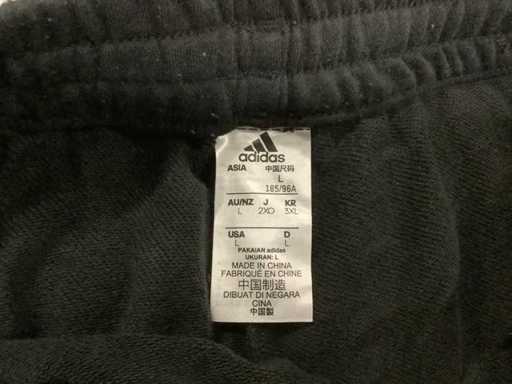 adidas
ASIA 中国尺码
L
185/96A
AU/NZ J KR
L 2XO 3XL
USA D
L L
PAKAIAN adidas
UKURAN: L
MADE IN CHINA
FABRIQUÉ EN CHINE
中国制造
DIBUAT DI NEGARA
CINA
中国製